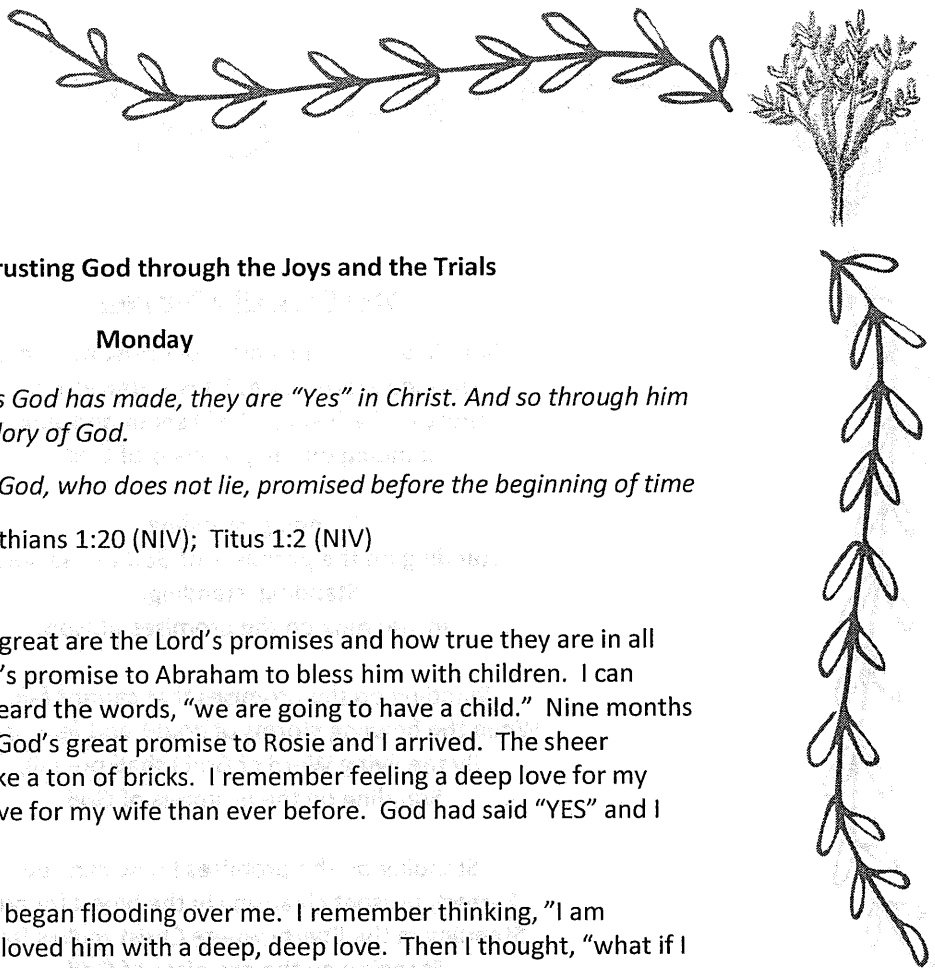 rusting God through the Joys and the Trials
Monday
s God has made, they are “Yes” in Christ. And so through him
lory of God.
God, who does not lie, promised before the beginning of time
thians 1:20 (NIV);  Titus 1:2 (NIV)
great are the Lord’s promises and how true they are in all
’s promise to Abraham to bless him with children.  I can
eard the words, “we are going to have a child.”  Nine months
God’s great promise to Rosie and I arrived.  The sheer
ke a ton of bricks.  I remember feeling a deep love for my
ve for my wife than ever before.  God had said “YES” and I
began flooding over me.  I remember thinking, ”I am
loved him with a deep, deep love.  Then I thought, “what if I